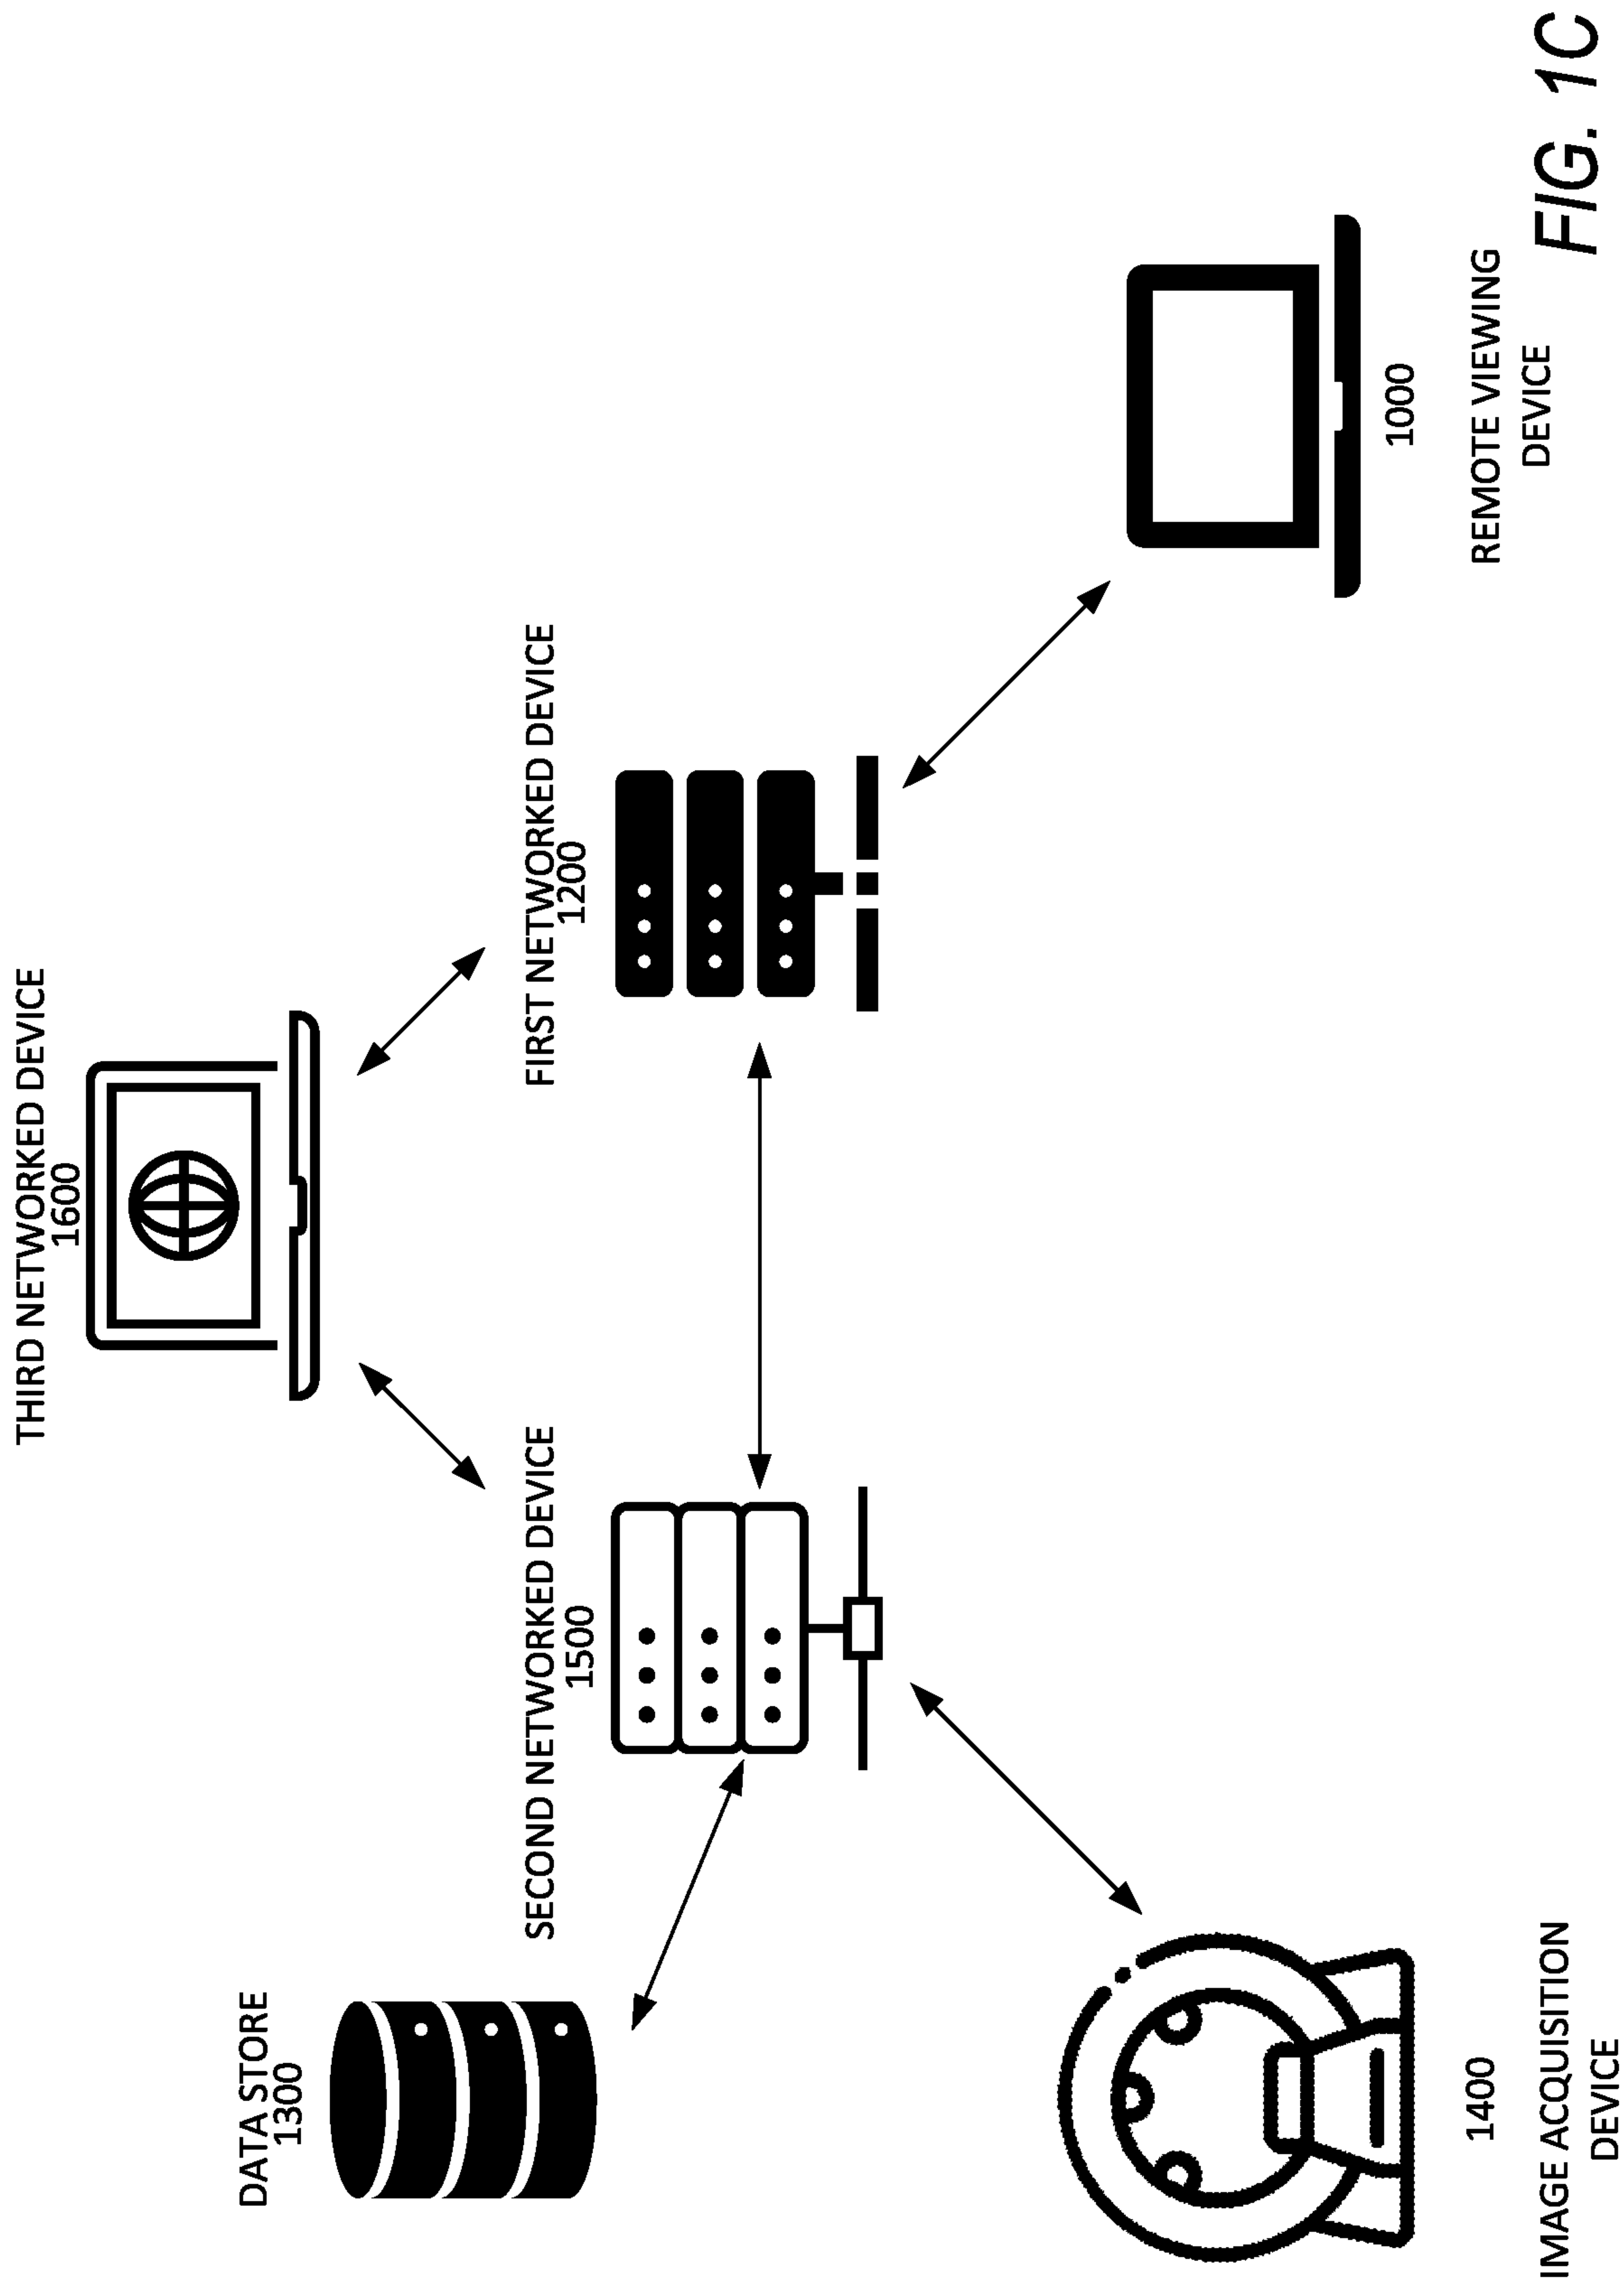 THIRD NETWORKED DEVICE
1600
DATA STORE
1300
SECOND NETWORKED DEVICE
1500
FIRST NETWORKED DEVICE
1200
1400
IMAGE ACQUISITION
DEVICE
1000
REMOTE VIEWING
DEVICE
FIG. 1C